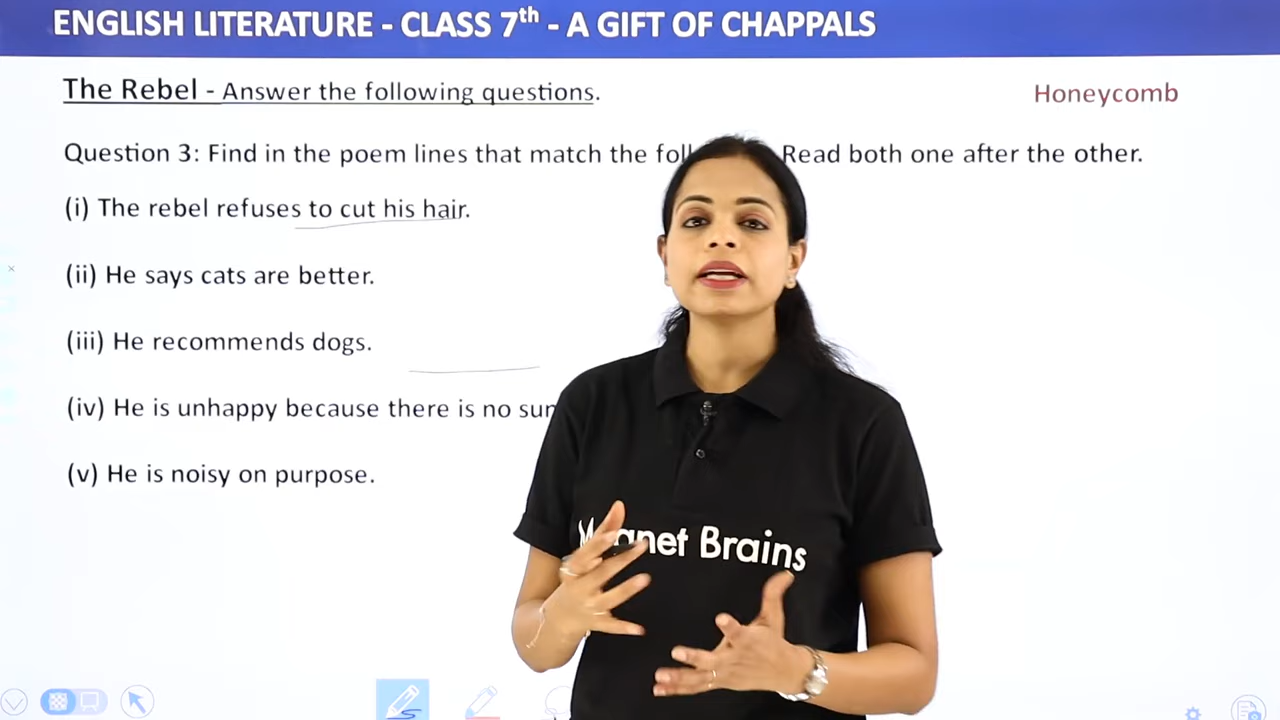 ENGLISH LITERATURE - CLASS 7th - A GIFT OF CHAPPALS
The Rebel - Answer the following questions.
Honeycomb
Question 3: Find in the poem lines that match the Read both one after the other.
(i) The rebel refuses to cut his hair.
(ii) He says cats are better.
(iii) He recommends dogs.
(iv) He is unhappy because there is no
(v) He is noisy on purpose.
Magnet Brains